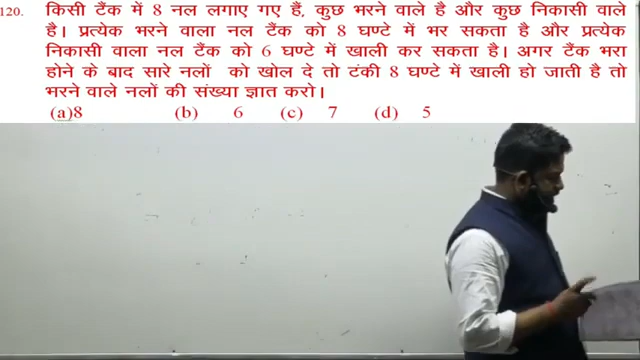 120. किसी टैंक में 8 नल लगाए गए हैं, कुछ भरने वाले है और कुछ निकासी वाले
है। प्रत्येक भरने वाला नल टैंक को 8 घण्टे में भर सकता है और प्रत्येक
निकासी वाला नल टैंक को 6 घण्टे में खाली कर सकता है। अगर टैंक भरा
होने के बाद सारे नलों को खोल दे तो टंकी 8 घण्टे में खाली हो जाती है तो
भरने वाले नलों की संख्या ज्ञात करो।
(a)8 (b) 6 (c) 7 (d) 5